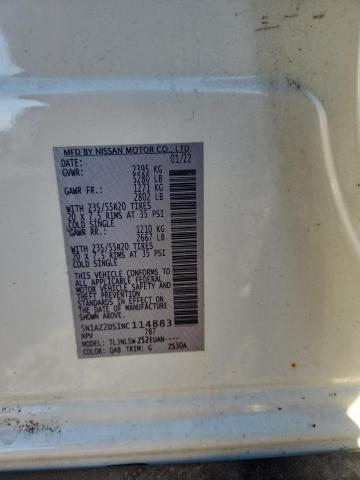 MFD BY NISSAN MOTOR CO., LTD.
DATE: 01/22
GVWR: 2395 KG
5280 LB
GAWR FR.: 1271 KG
2802 LB
WITH 235/55R20 TIRES
20 X 7.5 RIMS AT 35 PSI
COLD SINGLE
GAWR RR.: 1210 KG
2667 LB
WITH 235/55R20 TIRES
20 X 7.5 RIMS AT 35 PSI
COLD SINGLE
THIS VEHICLE CONFORMS TO
ALL APPLICABLE FEDERAL
MOTOR VEHICLE SAFETY AND
THEFT PREVENTION
STANDARDS IN EFFECT ON
THE DATE OF MANUFACTURE
SHOWN ABOVE.
5N1AZ2DS1NC114883
MPV 787
MODEL: TLJNLSWZ52EUAN----
COLOR: QAB TRIM: G ZS30A